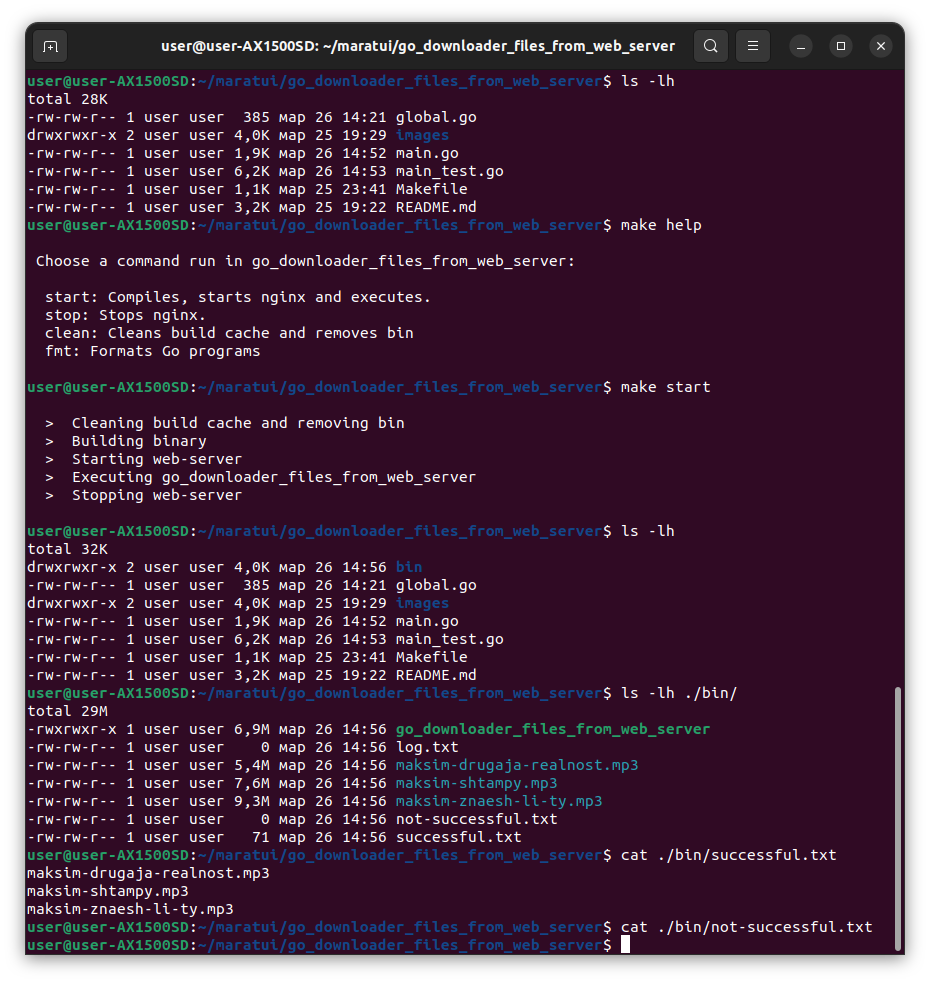 user@user-AX1500SD: ~/maratui/go_downloader_files_from_web_server
user@user-AX1500SD:~/maratui/go_downloader_files_from_web_server$ ls -lh
total 28K
-rw-rw-r-- 1 user user  385 мар 26 14:21 global.go
drwxrwxr-x 2 user user 4,0K мар 25 19:29 images
-rw-rw-r-- 1 user user 1,9K мар 26 14:52 main.go
-rw-rw-r-- 1 user user 6,2K мар 26 14:53 main_test.go
-rw-rw-r-- 1 user user 1,1K мар 25 23:41 Makefile
-rw-rw-r-- 1 user user 3,2K мар 25 19:22 README.md
user@user-AX1500SD:~/maratui/go_downloader_files_from_web_server$ make help
 Choose a command run in go_downloader_files_from_web_server:
  start: Compiles, starts nginx and executes.
  stop: Stops nginx.
  clean: Cleans build cache and removes bin
  fmt: Formats Go programs
user@user-AX1500SD:~/maratui/go_downloader_files_from_web_server$ make start
  >  Cleaning build cache and removing bin
  >  Building binary
  >  Starting web-server
  >  Executing go_downloader_files_from_web_server
  >  Stopping web-server
user@user-AX1500SD:~/maratui/go_downloader_files_from_web_server$ ls -lh
total 32K
drwxrwxr-x 2 user user 4,0K мар 26 14:56 bin
-rw-rw-r-- 1 user user  385 мар 26 14:21 global.go
drwxrwxr-x 2 user user 4,0K мар 25 19:29 images
-rw-rw-r-- 1 user user 1,9K мар 26 14:52 main.go
-rw-rw-r-- 1 user user 6,2K мар 26 14:53 main_test.go
-rw-rw-r-- 1 user user 1,1K мар 25 23:41 Makefile
-rw-rw-r-- 1 user user 3,2K мар 25 19:22 README.md
user@user-AX1500SD:~/maratui/go_downloader_files_from_web_server$ ls -lh ./bin/
total 29M
-rwxrwxr-x 1 user user 6,9M мар 26 14:56 go_downloader_files_from_web_server
-rw-rw-r-- 1 user user    0 мар 26 14:56 log.txt
-rw-rw-r-- 1 user user 5,4M мар 26 14:56 maksim-drugaja-realnost.mp3
-rw-rw-r-- 1 user user 7,6M мар 26 14:56 maksim-shtampy.mp3
-rw-rw-r-- 1 user user 9,3M мар 26 14:56 maksim-znaesh-li-ty.mp3
-rw-rw-r-- 1 user user    0 мар 26 14:56 not-successful.txt
-rw-rw-r-- 1 user user   71 мар 26 14:56 successful.txt
user@user-AX1500SD:~/maratui/go_downloader_files_from_web_server$ cat ./bin/successful.txt
maksim-drugaja-realnost.mp3
maksim-shtampy.mp3
maksim-znaesh-li-ty.mp3
user@user-AX1500SD:~/maratui/go_downloader_files_from_web_server$ cat ./bin/not-successful.txt
user@user-AX1500SD:~/maratui/go_downloader_files_from_web_server$